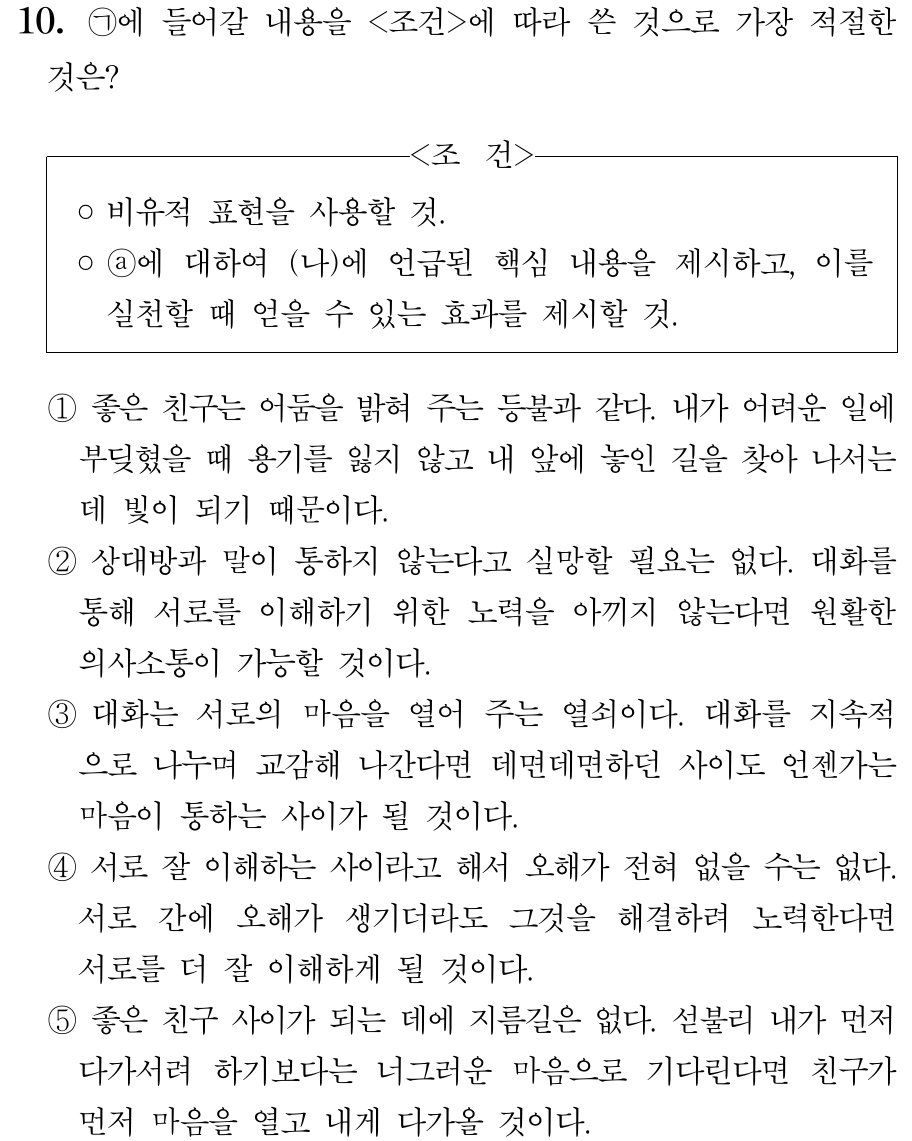 10. ㉠에 들어갈 내용을 <조건>에 따라 쓴 것으로 가장 적절한
것은?
<조 건>
○ 비유적 표현을 사용할 것.
○ ⓐ에 대하여 (나)에 언급된 핵심 내용을 제시하고, 이를
실천할 때 얻을 수 있는 효과를 제시할 것.
① 좋은 친구는 어둠을 밝혀 주는 등불과 같다. 내가 어려운 일에
부딪혔을 때 용기를 잃지 않고 내 앞에 놓인 길을 찾아 나서는
데 빛이 되기 때문이다.
② 상대방과 말이 통하지 않는다고 실망할 필요는 없다. 대화를
통해 서로를 이해하기 위한 노력을 아끼지 않는다면 원활한
의사소통이 가능할 것이다.
③ 대화는 서로의 마음을 열어 주는 열쇠이다. 대화를 지속적
으로 나누며 교감해 나간다면 데면데면하던 사이도 언젠가는
마음이 통하는 사이가 될 것이다.
④ 서로 잘 이해하는 사이라고 해서 오해가 전혀 없을 수는 없다.
서로 간에 오해가 생기더라도 그것을 해결하려 노력한다면
서로를 더 잘 이해하게 될 것이다.
⑤ 좋은 친구 사이가 되는 데에 지름길은 없다. 섣불리 내가 먼저
다가서려 하기보다는 너그러운 마음으로 기다린다면 친구가
먼저 마음을 열고 내게 다가올 것이다.